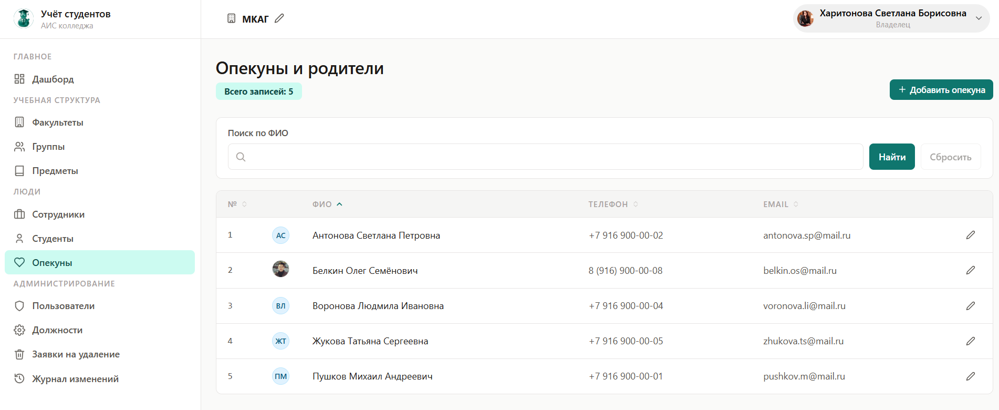 Учёт студентов
АИС колледжа
МКАГ
Харитонова Светлана Борисовна
Владелец
ГЛАВНОЕ
Дашборд
УЧЕБНАЯ СТРУКТУРА
Факультеты
Группы
Предметы
ЛЮДИ
Сотрудники
Студенты
Опекуны
АДМИНИСТРИРОВАНИЕ
Пользователи
Должности
Заявки на удаление
Журнал изменений
Опекуны и родители
Всего записей: 5
+ Добавить опекуна
Поиск по ФИО
Найти Сбросить
№ ФИО ТЕЛЕФОН EMAIL
1 АС Антонова Светлана Петровна +7 916 900-00-02 antonova.sp@mail.ru
2 Белкин Олег Семёнович 8 (916) 900-00-08 belkin.os@mail.ru
3 ВЛ Воронова Людмила Ивановна +7 916 900-00-04 voronova.li@mail.ru
4 ЖТ Жукова Татьяна Сергеевна +7 916 900-00-05 zhukova.ts@mail.ru
5 ПМ Пушков Михаил Андреевич +7 916 900-00-01 pushkov.m@mail.ru